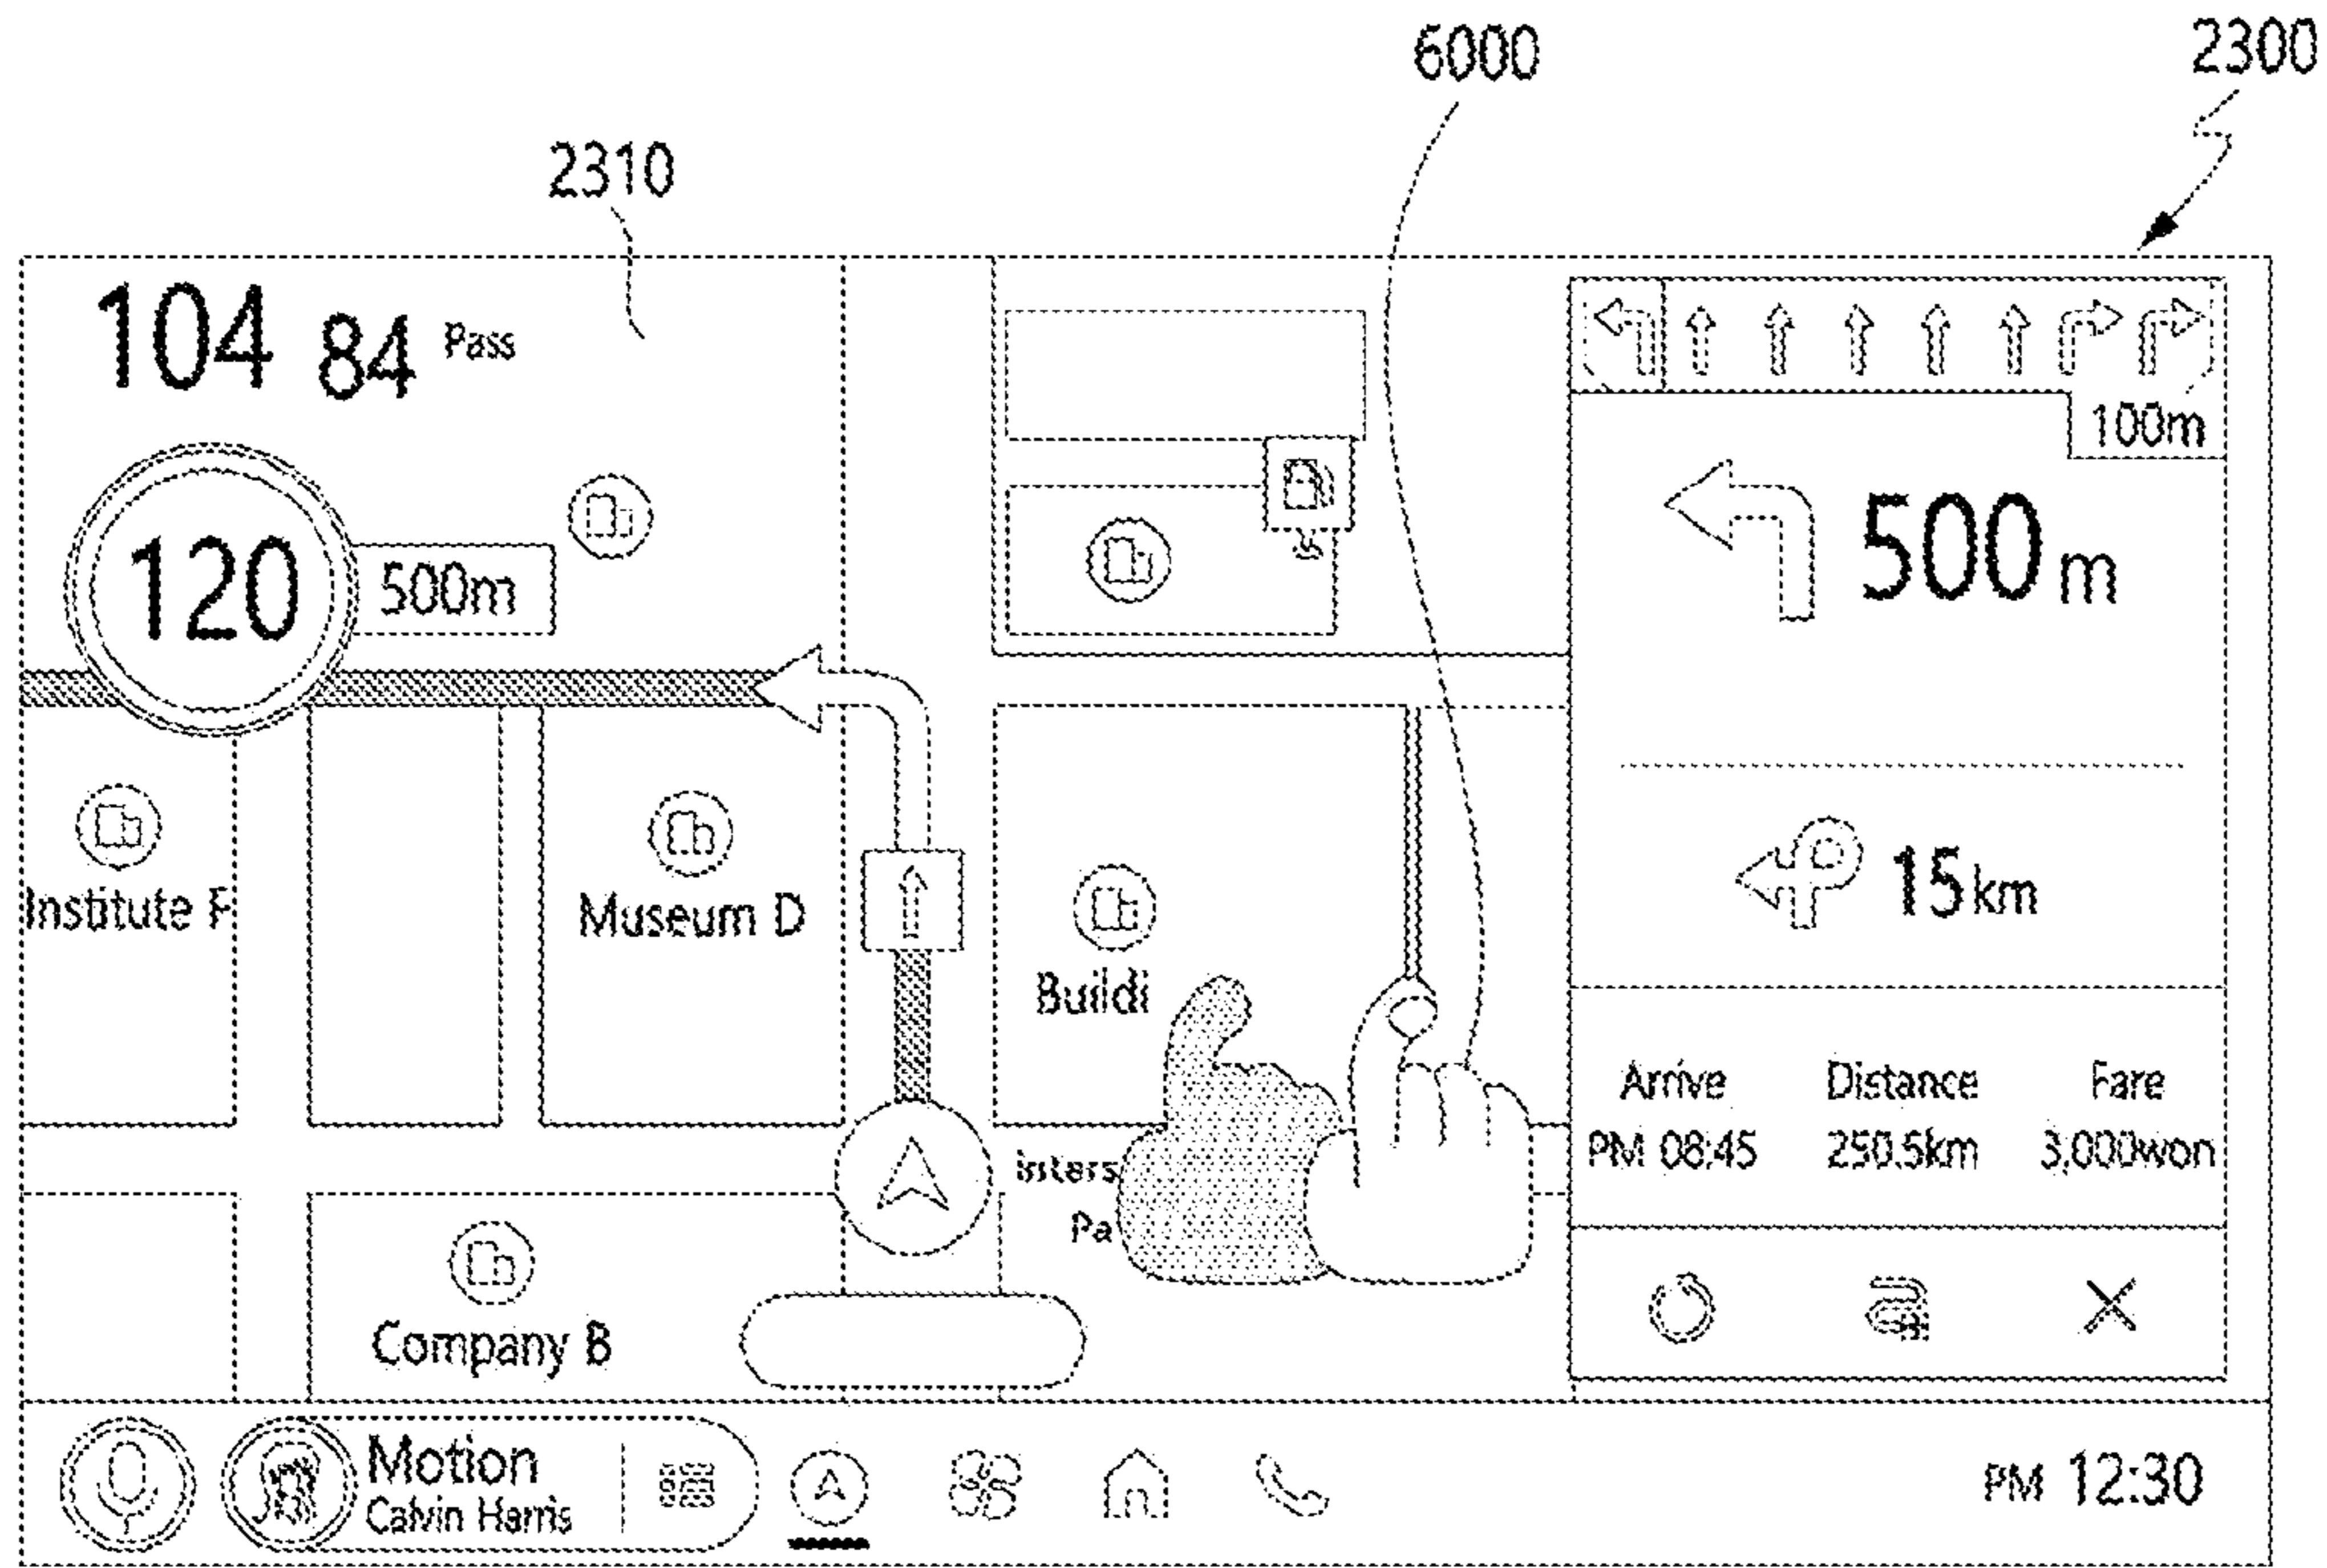 6000
2300
2310
104 84 Pass
120
500m
100m
500m
15km
Institute F
Museum D
Buildi
Inters
Pa
Company B
Arrive Distance Fare
PM 08:45 250.5km 3,000won
Motion
Calvin Harris
PM 12:30